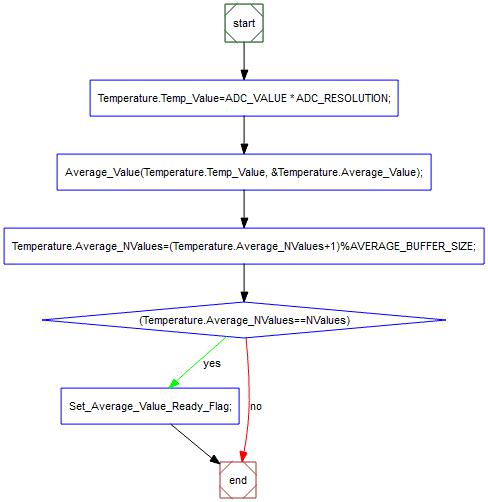 start
Temperature.Temp_Value=ADC_VALUE * ADC_RESOLUTION;
Average_Value(Temperature.Temp_Value, &Temperature.Average_Value);
Temperature.Average_NValues=(Temperature.Average_NValues+1)%AVERAGE_BUFFER_SIZE;
(Temperature.Average_NValues==NValues)
yes
Set_Average_Value_Ready_Flag;
no
end